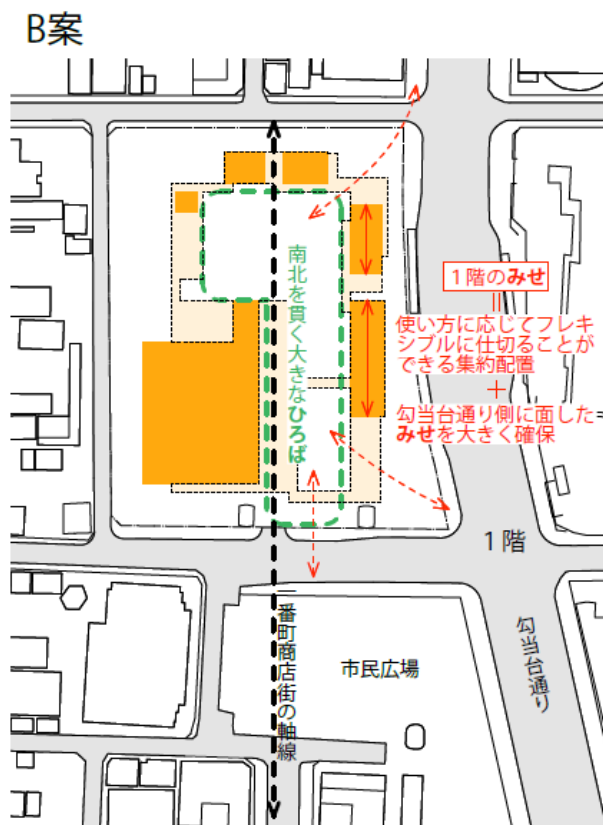 B案
南北を貫く大きなひろば
1階のみせ
＝
使い方に応じてフレキ
シブルに仕切ることが
できる集約配置
＋
勾当台通り側に面した
みせを大きく確保
1階
勾当台通り
市民広場
一番町商店街の軸線